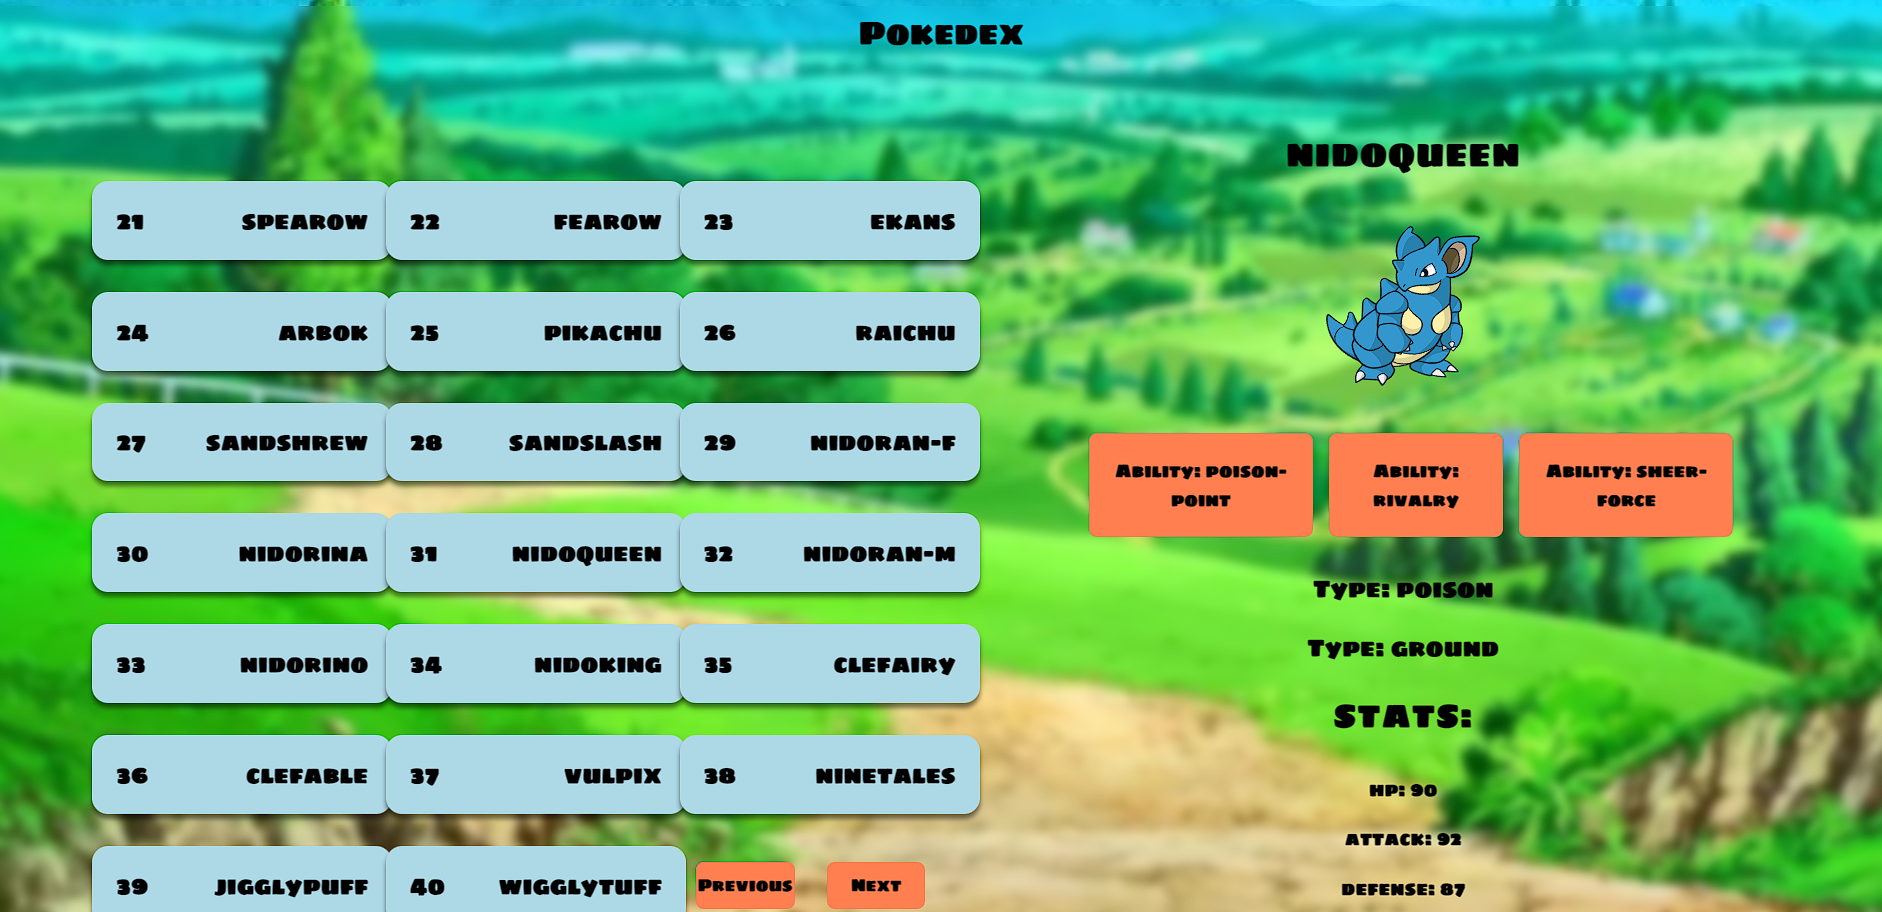 Pokedex
21 SPEAROW 22 FEAROW 23 EKANS
24 ARBOK 25 PIKACHU 26 RAICHU
27 SANDSHREW 28 SANDSLASH 29 NIDORAN-F
30 NIDORINA 31 NIDOQUEEN 32 NIDORAN-M
33 NIDORINO 34 NIDOKING 35 CLEFAIRY
36 CLEFABLE 37 VULPIX 38 NINETALES
39 JIGGLYPUFF 40 WIGGLYTUFF Previous Next
NIDOQUEEN
Ability: POISON-
POINT
Ability:
RIVALRY
Ability: SHEER-
FORCE
Type: POISON
Type: GROUND
STATS:
HP: 90
ATTACK: 92
DEFENSE: 87